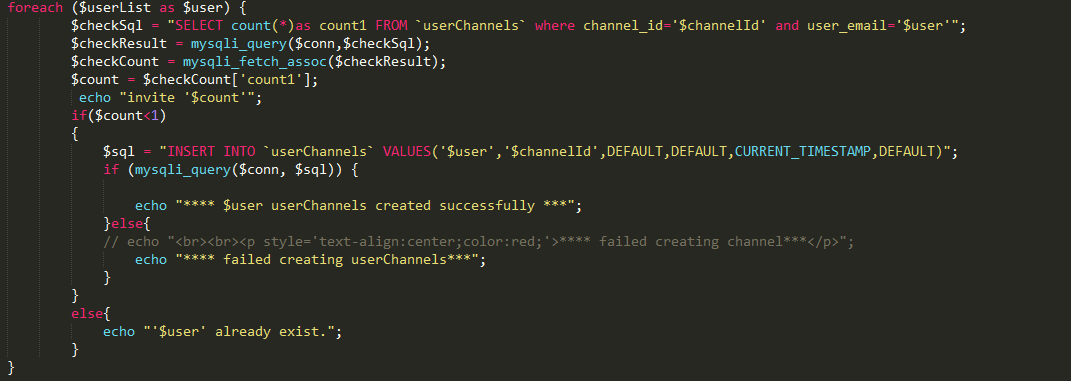 foreach ($userList as $user) {
$checkSql = "SELECT count(*)as count1 FROM `userChannels` where channel_id='$channelId' and user_email='$user'";
$checkResult = mysqli_query($conn,$checkSql);
$checkCount = mysqli_fetch_assoc($checkResult);
$count = $checkCount['count1'];
echo "invite '$count'";
if($count<1)
{
$sql = "INSERT INTO `userChannels` VALUES('$user','$channelId',DEFAULT,DEFAULT,CURRENT_TIMESTAMP,DEFAULT)";
if (mysqli_query($conn, $sql)) {
echo "**** $user userChannels created successfully ***";
}else{
// echo "<br><br><p style='text-align:center;color:red;'>**** failed creating channel***</p>";
echo "**** failed creating userChannels***";
}
}
else{
echo "'$user' already exist.";
}
}